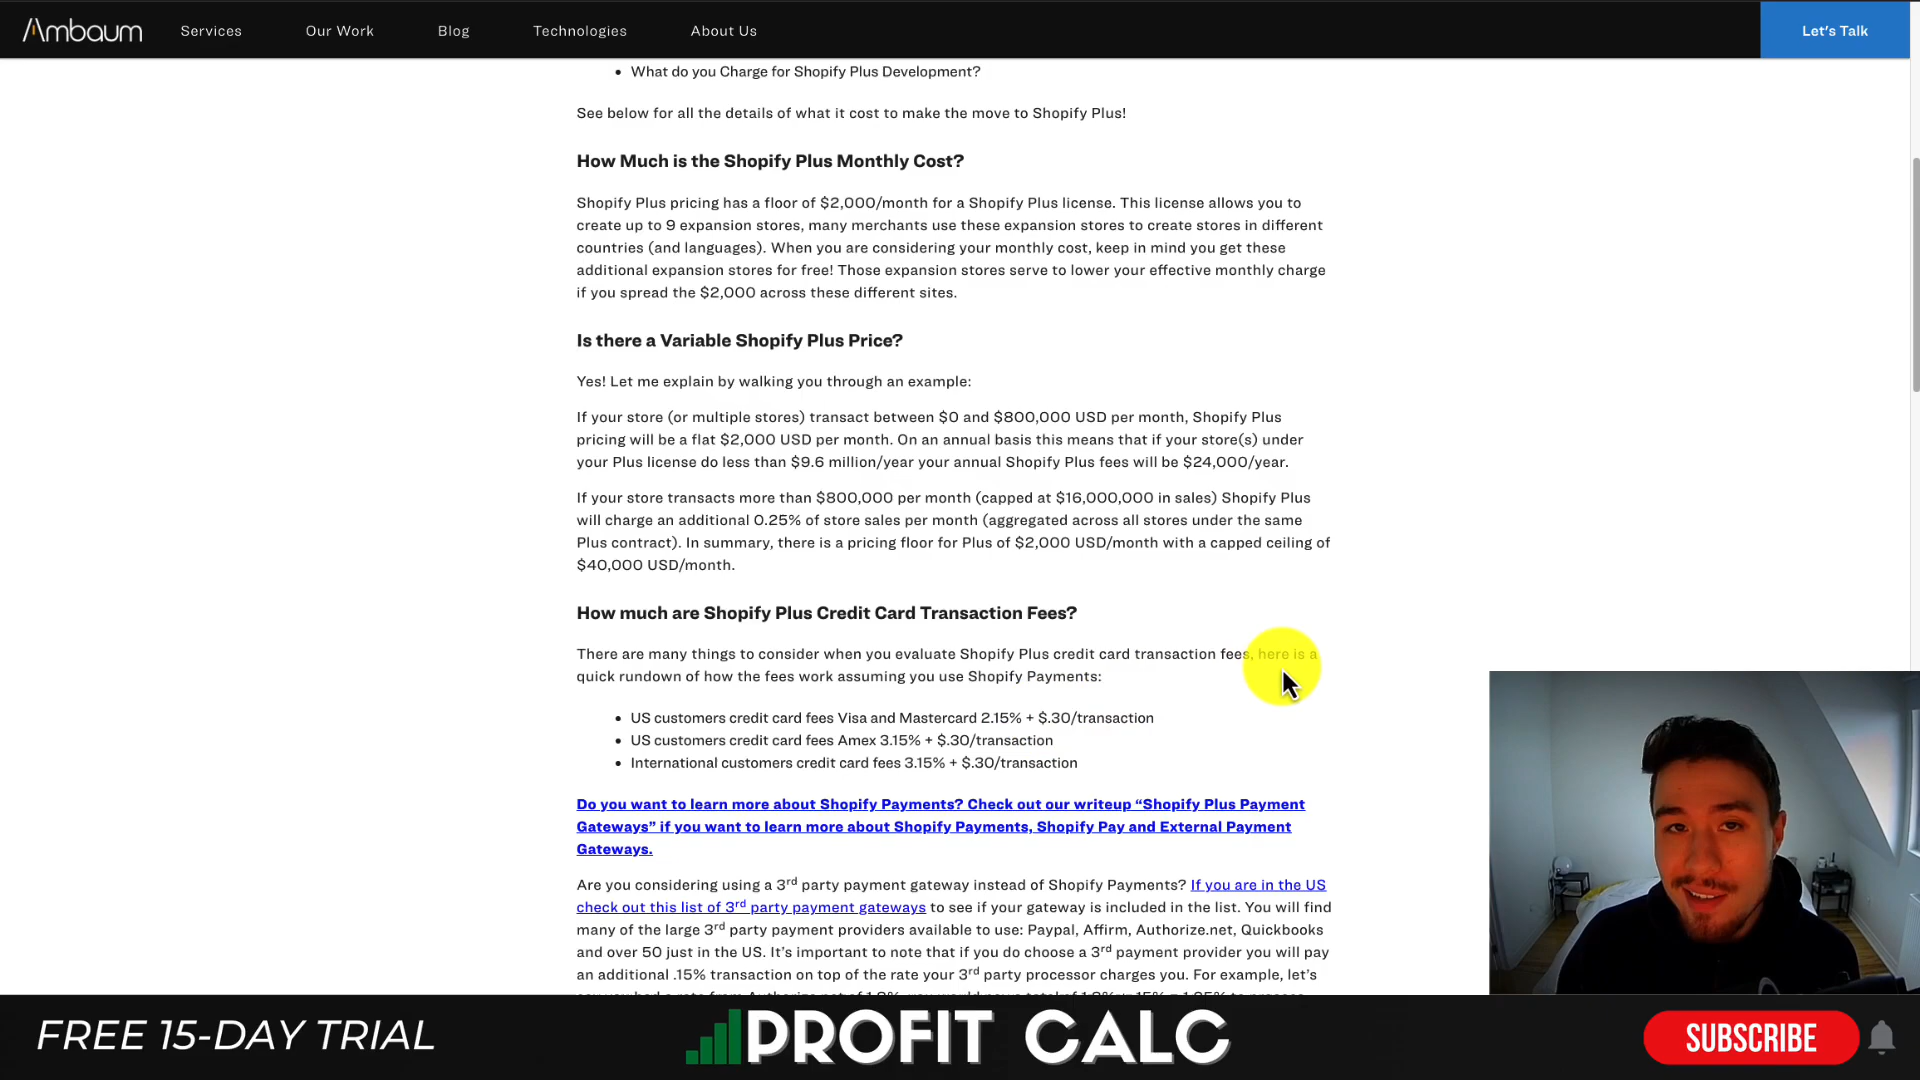 Ambaum
Services
Our Work
Blog
Technologies
About Us
Let's Talk
• What do you Charge for Shopify Plus Development?
See below for all the details of what it cost to make the move to Shopify Plus!
How Much is the Shopify Plus Monthly Cost?
Shopify Plus pricing has a floor of $2,000/month for a Shopify Plus license. This license allows you to
create up to 9 expansion stores, many merchants use these expansion stores to create stores in different
countries (and languages). When you are considering your monthly cost, keep in mind you get these
additional expansion stores for free! Those expansion stores serve to lower your effective monthly charge
if you spread the $2,000 across these different sites.
Is there a Variable Shopify Plus Price?
Yes! Let me explain by walking you through an example:
If your store (or multiple stores) transact between $0 and $800,000 USD per month, Shopify Plus
pricing will be a flat $2,000 USD per month. On an annual basis this means that if your store(s) under
your Plus license do less than $9.6 million/year your annual Shopify Plus fees will be $24,000/year.
If your store transacts more than $800,000 per month (capped at $16,000,000 in sales) Shopify Plus
will charge an additional 0.25% of store sales per month (aggregated across all stores under the same
Plus contract). In summary, there is a pricing floor for Plus of $2,000 USD/month with a capped ceiling of
$40,000 USD/month.
How much are Shopify Plus Credit Card Transaction Fees?
There are many things to consider when you evaluate Shopify Plus credit card transaction fees, here is a
quick rundown of how the fees work assuming you use Shopify Payments:
• US customers credit card fees Visa and Mastercard 2.15% + $.30/transaction
• US customers credit card fees Amex 3.15% + $.30/transaction
• International customers credit card fees 3.15% + $.30/transaction
Do you want to learn more about Shopify Payments? Check out our writeup “Shopify Plus Payment
Gateways” if you want to learn more about Shopify Payments, Shopify Pay and External Payment
Gateways.
Are you considering using a 3rd party payment gateway instead of Shopify Payments? If you are in the US
check out this list of 3rd party payment gateways to see if your gateway is included in the list. You will find
many of the large 3rd party payment providers available to use: Paypal, Affirm, Authorize.net, Quickbooks
and over 50 just in the US. It's important to note that if you do choose a 3rd payment provider you will pay
an additional .15% transaction on top of the rate your 3rd party processor charges you. For example, let's
FREE 15-DAY TRIAL
PROFIT CALC
SUBSCRIBE